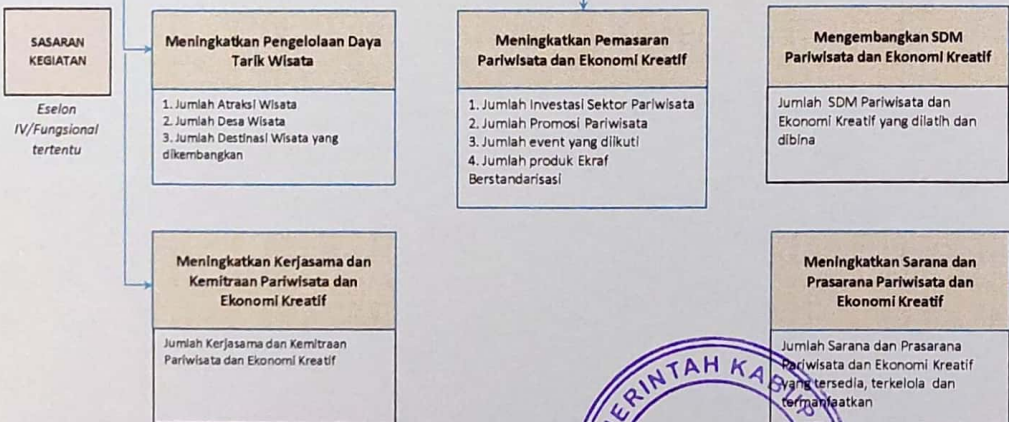 SASARAN
KEGIATAN
Eselon
IV/Fungsional
tertentu
Meningkatkan Pengelolaan Daya
Tarik Wisata
1. Jumlah Atraksi Wisata
2. Jumlah Desa Wisata
3. Jumlah Destinasi Wisata yang
dikembangkan
Meningkatkan Pemasaran
Pariwisata dan Ekonomi Kreatif
1. Jumlah Investasi Sektor Pariwisata
2. Jumlah Promosi Pariwisata
3. Jumlah event yang diikuti
4. Jumlah produk Ekraf
Berstandarisasi
Mengembangkan SDM
Pariwisata dan Ekonomi Kreatif
Jumlah SDM Pariwisata dan
Ekonomi Kreatif yang dilatih dan
dibina
Meningkatkan Kerjasama dan
Kemitraan Pariwisata dan
Ekonomi Kreatif
Jumlah Kerjasama dan Kemitraan
Pariwisata dan Ekonomi Kreatif
Meningkatkan Sarana dan
Prasarana Pariwisata dan
Ekonomi Kreatif
Jumlah Sarana dan Prasarana
Pariwisata dan Ekonomi Kreatif
yang tersedia, terkelola dan
termanfaatkan
ERINTAH KABUP